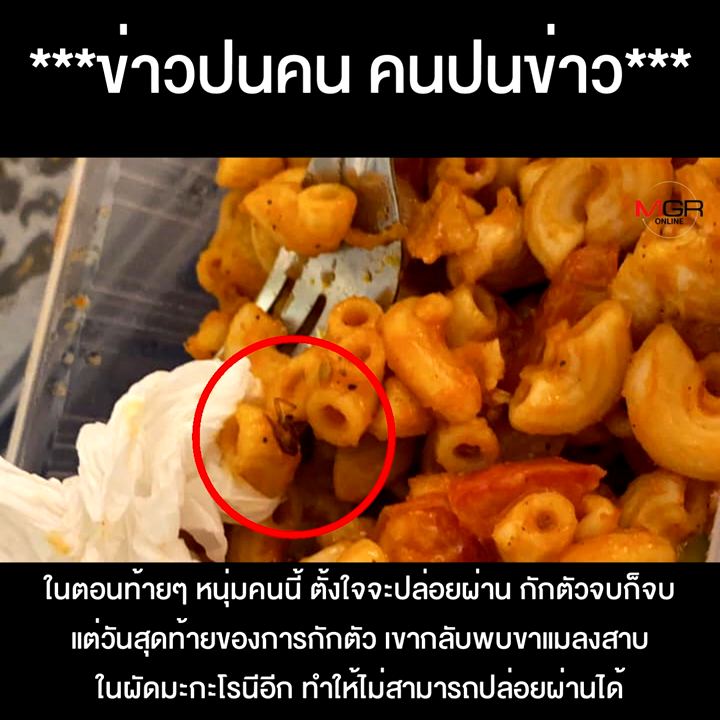 ***ข่าวปนคน คนปนข่าว***
MGR
ONLINE
ในตอนท้ายๆ หนุ่มคนนี้ ตั้งใจจะปล่อยผ่าน กักตัวจบก็จบ
แต่วันสุดท้ายของการกักตัว เขากลับพบขาแมลงสาบ
ในผัดมะกะโรนีอีก ทำให้ไม่สามารถปล่อยผ่านได้